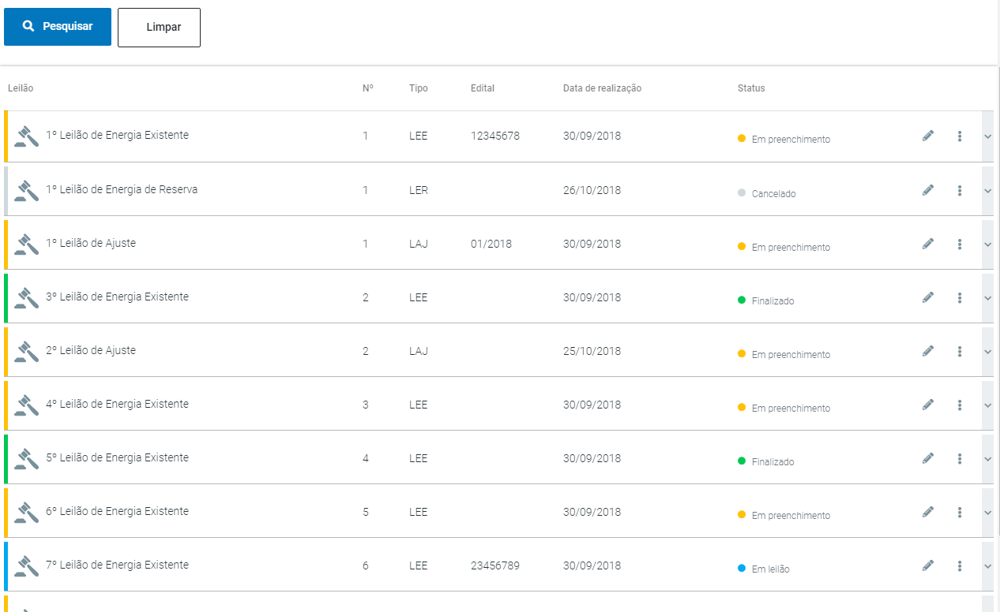 Pesquisar Limpar
Leilão Nº Tipo Edital Data de realização Status
1º Leilão de Energia Existente 1 LEE 12345678 30/09/2018 Em preenchimento
1º Leilão de Energia de Reserva 1 LER 26/10/2018 Cancelado
1º Leilão de Ajuste 1 LAJ 01/2018 30/09/2018 Em preenchimento
3º Leilão de Energia Existente 2 LEE 30/09/2018 Finalizado
2º Leilão de Ajuste 2 LAJ 25/10/2018 Em preenchimento
4º Leilão de Energia Existente 3 LEE 30/09/2018 Em preenchimento
5º Leilão de Energia Existente 4 LEE 30/09/2018 Finalizado
6º Leilão de Energia Existente 5 LEE 30/09/2018 Em preenchimento
7º Leilão de Energia Existente 6 LEE 23456789 30/09/2018 Em leilão